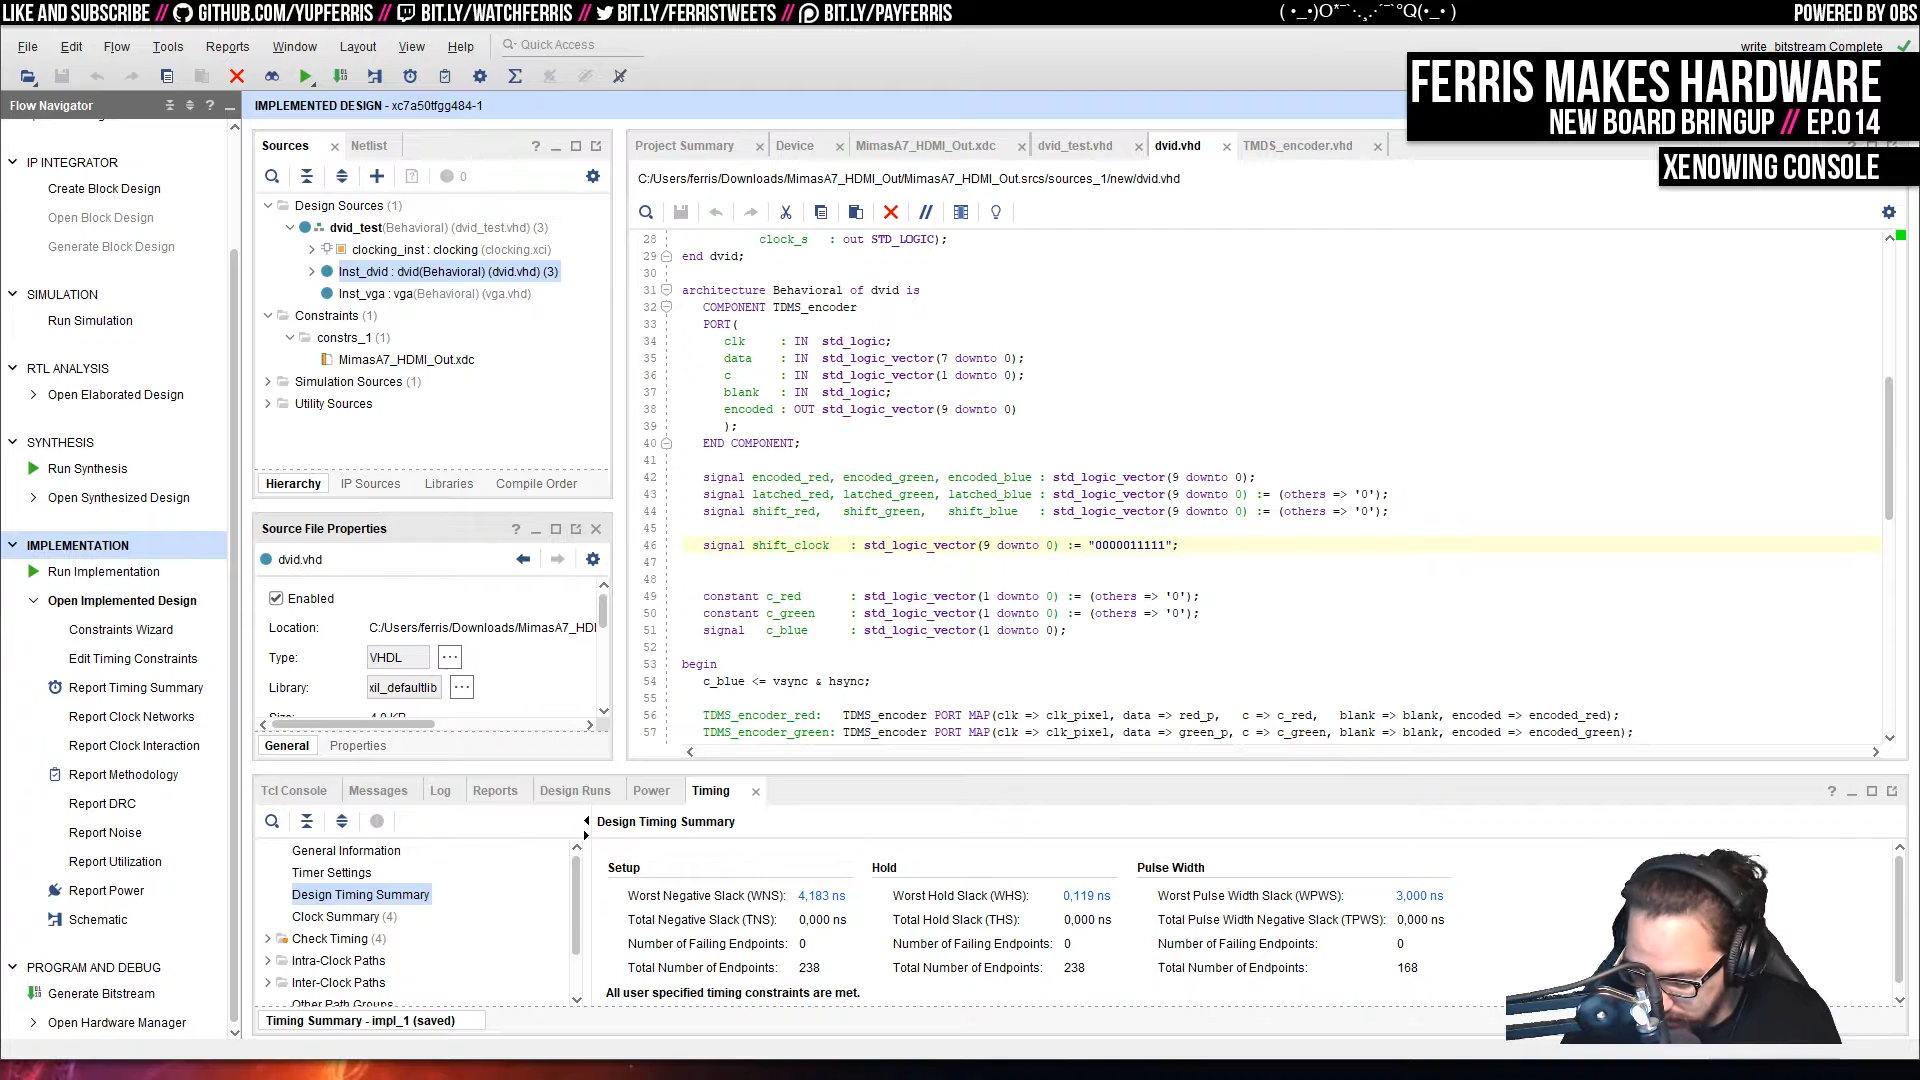 LIKE AND SUBSCRIBE // GITHUB.COM/YUPFERRIS // BIT.LY/WATCHFERRIS // BIT.LY/FERRISTWEETS // BIT.LY/PAYFERRIS
POWERED BY OBS
File Edit Flow Tools Reports Window Layout View Help Quick Access
write_bitstream Complete
FERRIS MAKES HARDWARE
NEW BOARD BRINGUP // EP.014
XENOWING CONSOLE
Flow Navigator
IMPLEMENTED DESIGN - xc7a50tfgg484-1
IP INTEGRATOR
Create Block Design
Open Block Design
Generate Block Design
SIMULATION
Run Simulation
RTL ANALYSIS
Open Elaborated Design
SYNTHESIS
Run Synthesis
Open Synthesized Design
IMPLEMENTATION
Run Implementation
Open Implemented Design
Constraints Wizard
Edit Timing Constraints
Report Timing Summary
Report Clock Networks
Report Clock Interaction
Report Methodology
Report DRC
Report Noise
Report Utilization
Report Power
Schematic
PROGRAM AND DEBUG
Generate Bitstream
Open Hardware Manager
Sources Netlist
0
Design Sources (1)
dvid_test(Behavioral) (dvid_test.vhd) (3)
clocking_inst : clocking (clocking.xci)
Inst_dvid : dvid(Behavioral) (dvid.vhd) (3)
Inst_vga : vga(Behavioral) (vga.vhd)
Constraints (1)
constrs_1 (1)
MimasA7_HDMI_Out.xdc
Simulation Sources (1)
Utility Sources
Hierarchy IP Sources Libraries Compile Order
Source File Properties
dvid.vhd
Enabled
Location: C:/Users/ferris/Downloads/MimasA7_HDI
Type: VHDL
Library: xil_defaultlib
General Properties
Project Summary Device MimasA7_HDMI_Out.xdc dvid_test.vhd dvid.vhd TMDS_encoder.vhd
C:/Users/ferris/Downloads/MimasA7_HDMI_Out/MimasA7_HDMI_Out.srcs/sources_1/new/dvid.vhd
28 clock_s : out STD_LOGIC);
29 end dvid;
30
31 architecture Behavioral of dvid is
32 COMPONENT TDMS_encoder
33 PORT(
34 clk : IN std_logic;
35 data : IN std_logic_vector(7 downto 0);
36 c : IN std_logic_vector(1 downto 0);
37 blank : IN std_logic;
38 encoded : OUT std_logic_vector(9 downto 0)
39 );
40 END COMPONENT;
41
42 signal encoded_red, encoded_green, encoded_blue : std_logic_vector(9 downto 0);
43 signal latched_red, latched_green, latched_blue : std_logic_vector(9 downto 0) := (others => '0');
44 signal shift_red, shift_green, shift_blue : std_logic_vector(9 downto 0) := (others => '0');
45
46 signal shift_clock : std_logic_vector(9 downto 0) := "0000011111";
47
48
49 constant c_red : std_logic_vector(1 downto 0) := (others => '0');
50 constant c_green : std_logic_vector(1 downto 0) := (others => '0');
51 signal c_blue : std_logic_vector(1 downto 0);
52
53 begin
54 c_blue <= vsync & hsync;
55
56 TDMS_encoder_red: TDMS_encoder PORT MAP(clk => clk_pixel, data => red_p, c => c_red, blank => blank, encoded => encoded_red);
57 TDMS_encoder_green: TDMS_encoder PORT MAP(clk => clk_pixel, data => green_p, c => c_green, blank => blank, encoded => encoded_green);
Tcl Console Messages Log Reports Design Runs Power Timing
General Information
Timer Settings
Design Timing Summary
Clock Summary (4)
Check Timing (4)
Intra-Clock Paths
Inter-Clock Paths
Other Path Groups
Design Timing Summary
Setup Hold Pulse Width
Worst Negative Slack (WNS): 4,183 ns Worst Hold Slack (WHS): 0,119 ns Worst Pulse Width Slack (WPWS): 3,000 ns
Total Negative Slack (TNS): 0,000 ns Total Hold Slack (THS): 0,000 ns Total Pulse Width Negative Slack (TPWS): 0,000 ns
Number of Failing Endpoints: 0 Number of Failing Endpoints: 0 Number of Failing Endpoints: 0
Total Number of Endpoints: 238 Total Number of Endpoints: 238 Total Number of Endpoints: 168
All user specified timing constraints are met.
Timing Summary - impl_1 (saved)